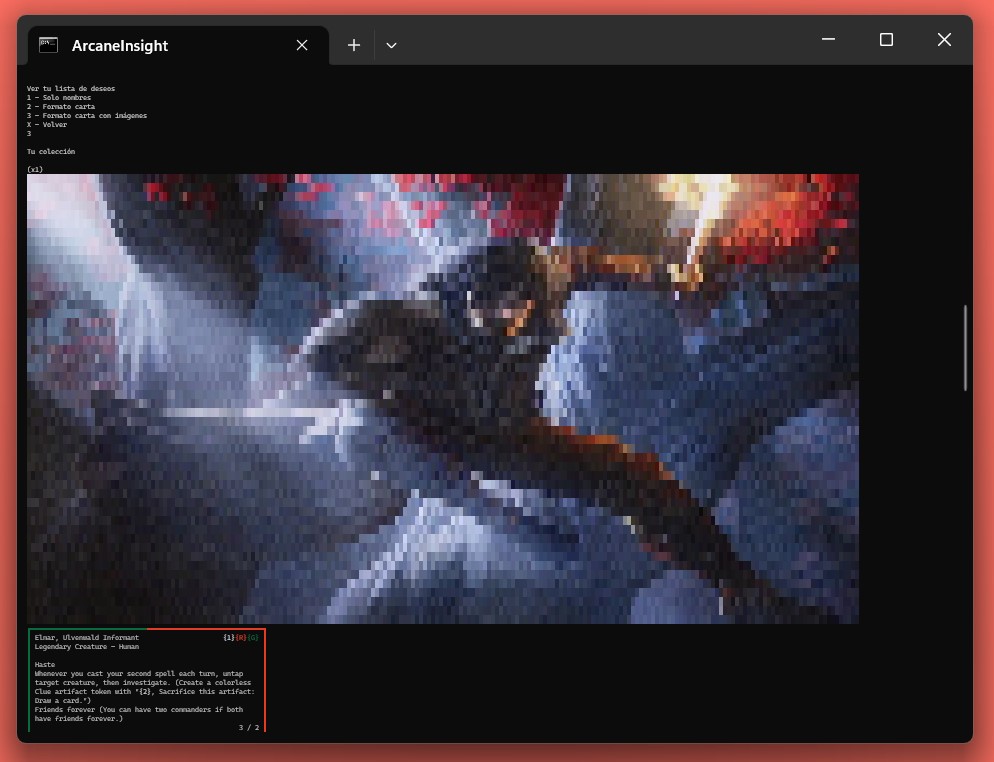 ArcaneInsight
Ver tu lista de deseos
1 - Solo nombres
2 - Formato carta
3 - Formato carta con imágenes
X - Volver
3
Tu colección
(x1)
Elmar, Ulvenwald Informant {1}{R}{G}
Legendary Creature - Human
Haste
Whenever you cast your second spell each turn, untap
target creature, then investigate. (Create a colorless
Clue artifact token with "{2}, Sacrifice this artifact:
Draw a card.")
Friends forever (You can have two commanders if both
have friends forever.)
3 / 2